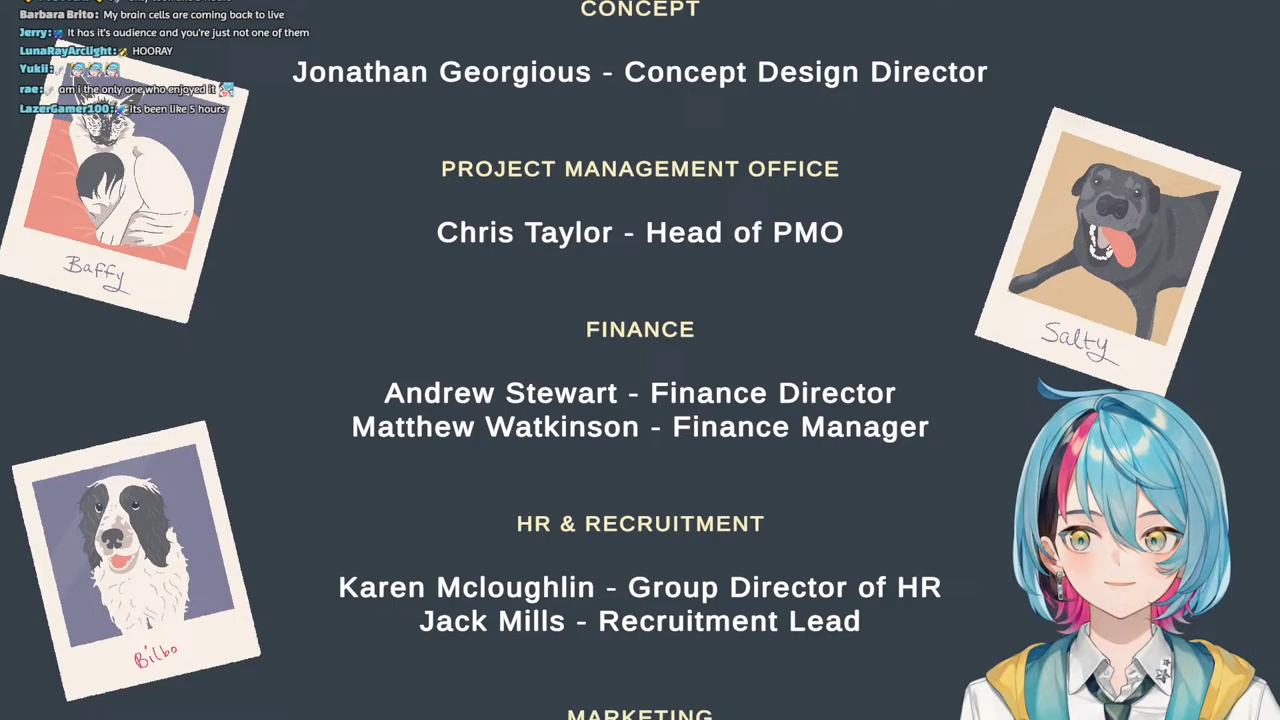 Barbara Brito: My brain cells are coming back to live
Jerry: It has it's audience and you're just not one of them
LunaRayArclight: HOORAY
Yukii:
rae: am i the only one who enjoyed it
LazerGamer100: its been like 5 hours
CONCEPT
Jonathan Georgious - Concept Design Director
PROJECT MANAGEMENT OFFICE
Chris Taylor - Head of PMO
Baffy
Salty
FINANCE
Andrew Stewart - Finance Director
Matthew Watkinson - Finance Manager
HR & RECRUITMENT
Karen Mcloughlin - Group Director of HR
Jack Mills - Recruitment Lead
Bilbo
MARKETING